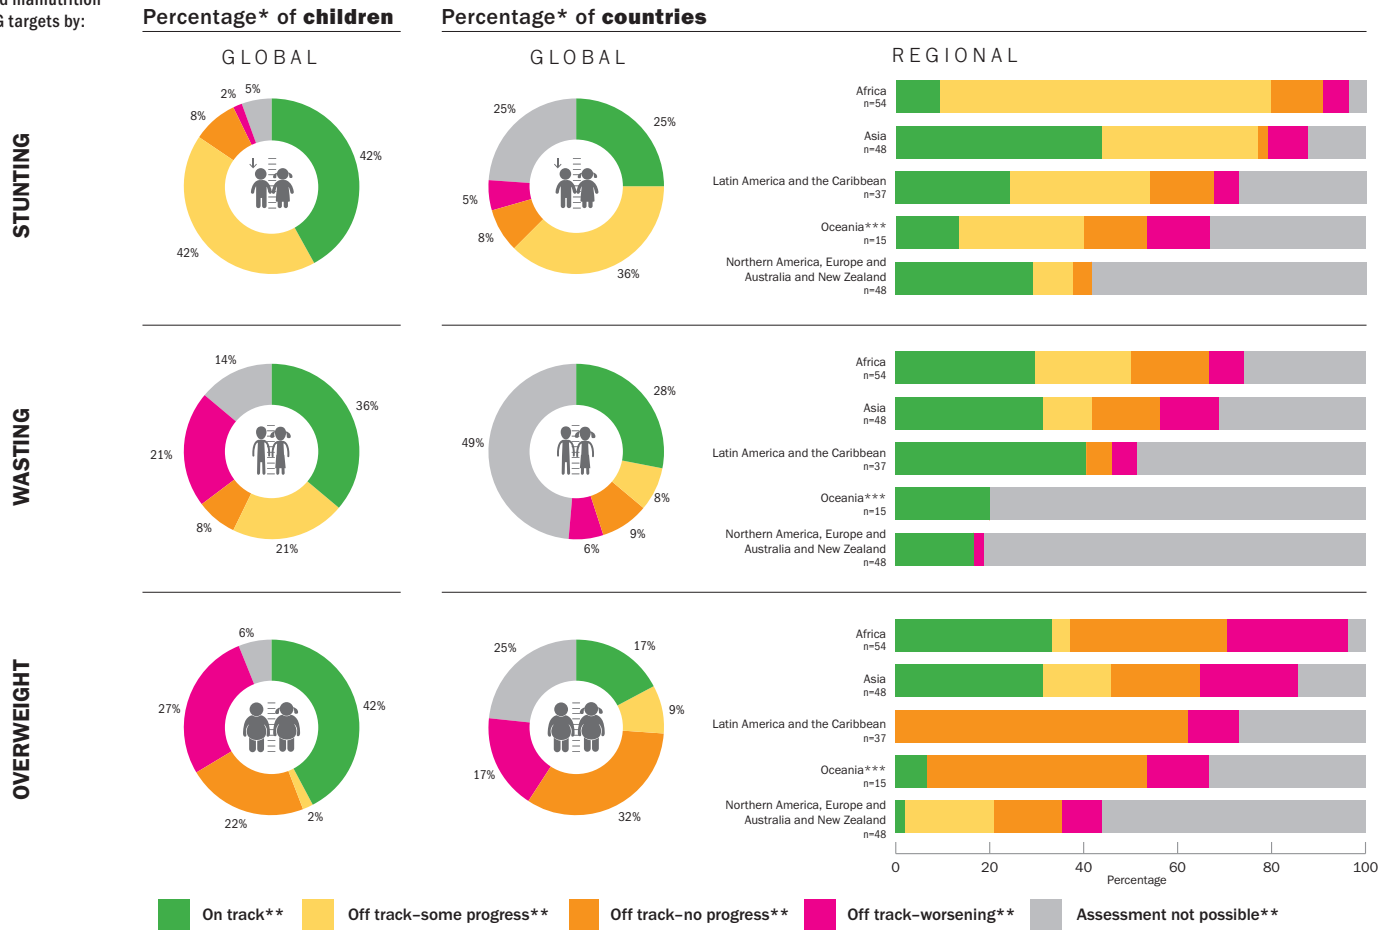 d malnutrition
G targets by:
Percentage* of children
Percentage* of countries
GLOBAL
GLOBAL
REGIONAL
STUNTING
5%
2%
8%
42%
42%
25%
25%
5%
8%
36%
Africa
n=54
Asia
n=48
Latin America and the Caribbean
n=37
Oceania***
n=15
Northern America, Europe and
Australia and New Zealand
n=48
WASTING
14%
36%
21%
8%
21%
28%
49%
8%
9%
6%
Africa
n=54
Asia
n=48
Latin America and the Caribbean
n=37
Oceania***
n=15
Northern America, Europe and
Australia and New Zealand
n=48
OVERWEIGHT
6%
42%
27%
2%
22%
25%
17%
9%
17%
32%
Africa
n=54
Asia
n=48
Latin America and the Caribbean
n=37
Oceania***
n=15
Northern America, Europe and
Australia and New Zealand
n=48
0 20 40 60 80 100
Percentage
On track** Off track–some progress** Off track–no progress** Off track–worsening** Assessment not possible**